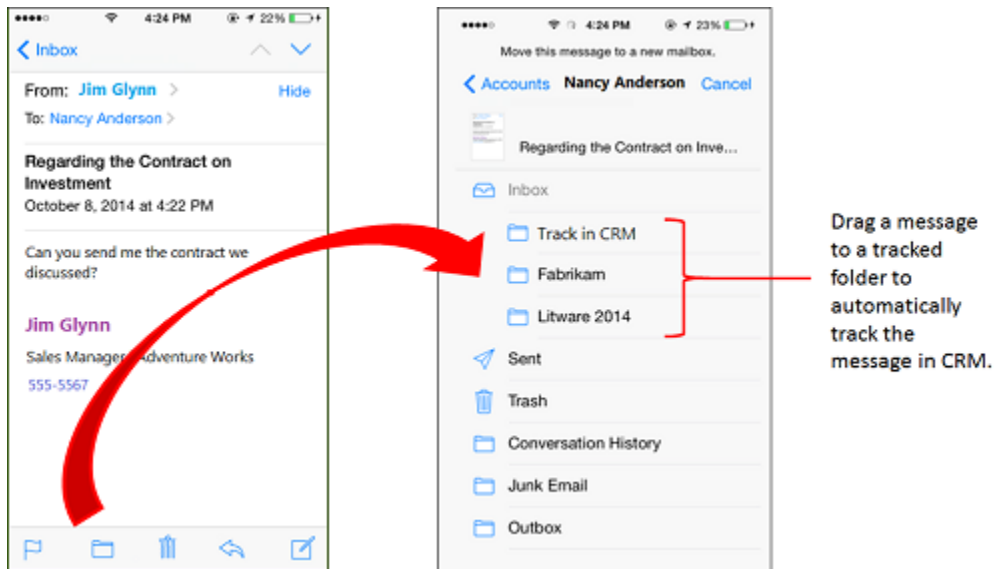 4:24 PM
22%
Inbox
From: Jim Glynn
Hide
To: Nancy Anderson
Regarding the Contract on
Investment
October 8, 2014 at 4:22 PM
Can you send me the contract we
discussed?
Jim Glynn
Sales Manager, Adventure Works
555-5567
4:24 PM
23%
Move this message to a new mailbox.
Accounts
Nancy Anderson
Cancel
Regarding the Contract on Inve...
Inbox
Track in CRM
Fabrikam
Litware 2014
Sent
Trash
Conversation History
Junk Email
Outbox
Drag a message
to a tracked
folder to
automatically
track the
message in CRM.